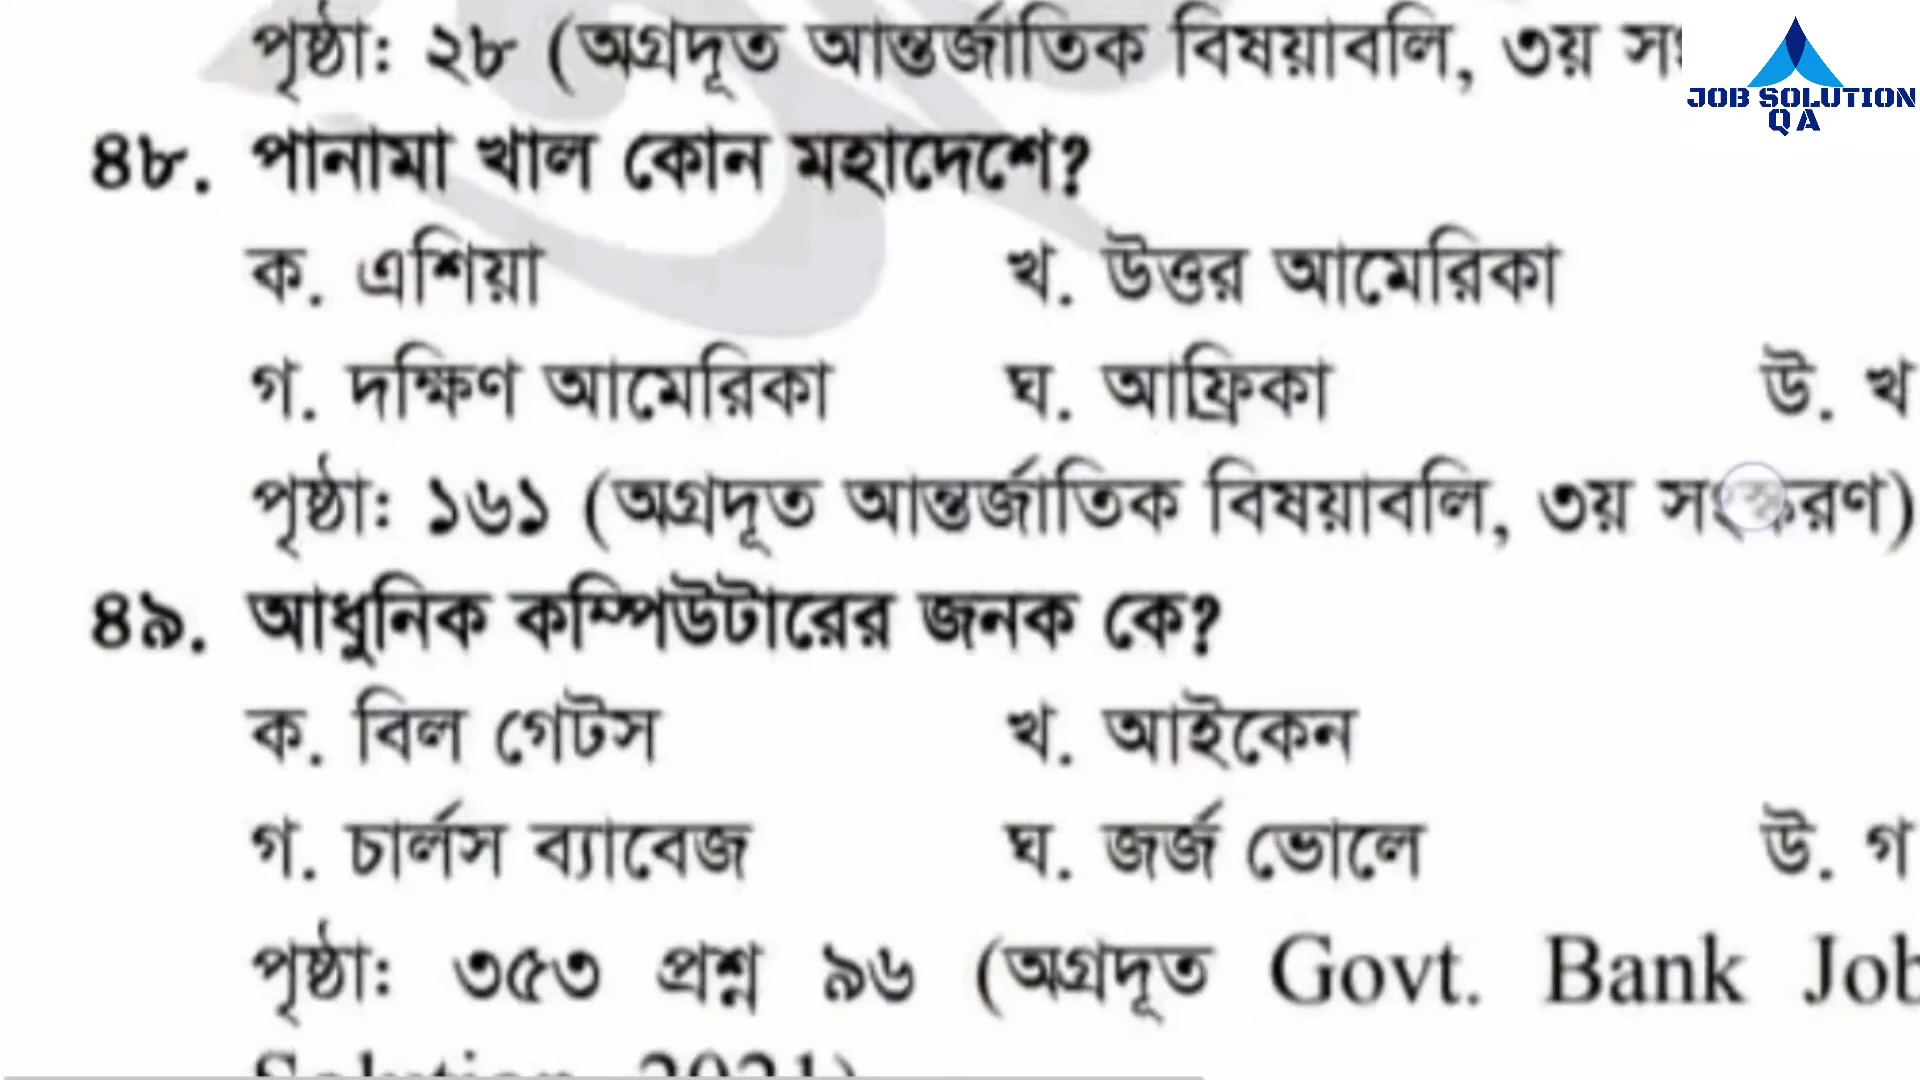 পৃষ্ঠা: ২৮ (অগ্রদূত আন্তর্জাতিক বিষয়াবলি, ৩য়
JOB SOLUTION
QA
৪৮. পানামা খাল কোন মহাদেশে?
ক. এশিয়া খ. উত্তর আমেরিকা
গ. দক্ষিণ আমেরিকা ঘ. আফ্রিকা উ. খ
পৃষ্ঠা: ১৬১ (অগ্রদূত আন্তর্জাতিক বিষয়াবলি, ৩য় সংস্করণ)
৪৯. আধুনিক কম্পিউটারের জনক কে?
ক. বিল গেটস খ. আইকেন
গ. চার্লস ব্যাবেজ ঘ. জর্জ ভোলে উ. গ
পৃষ্ঠা: ৩৫৩ প্রশ্ন ৯৬ (অগ্রদূত Govt. Bank Job
Solution 2021)